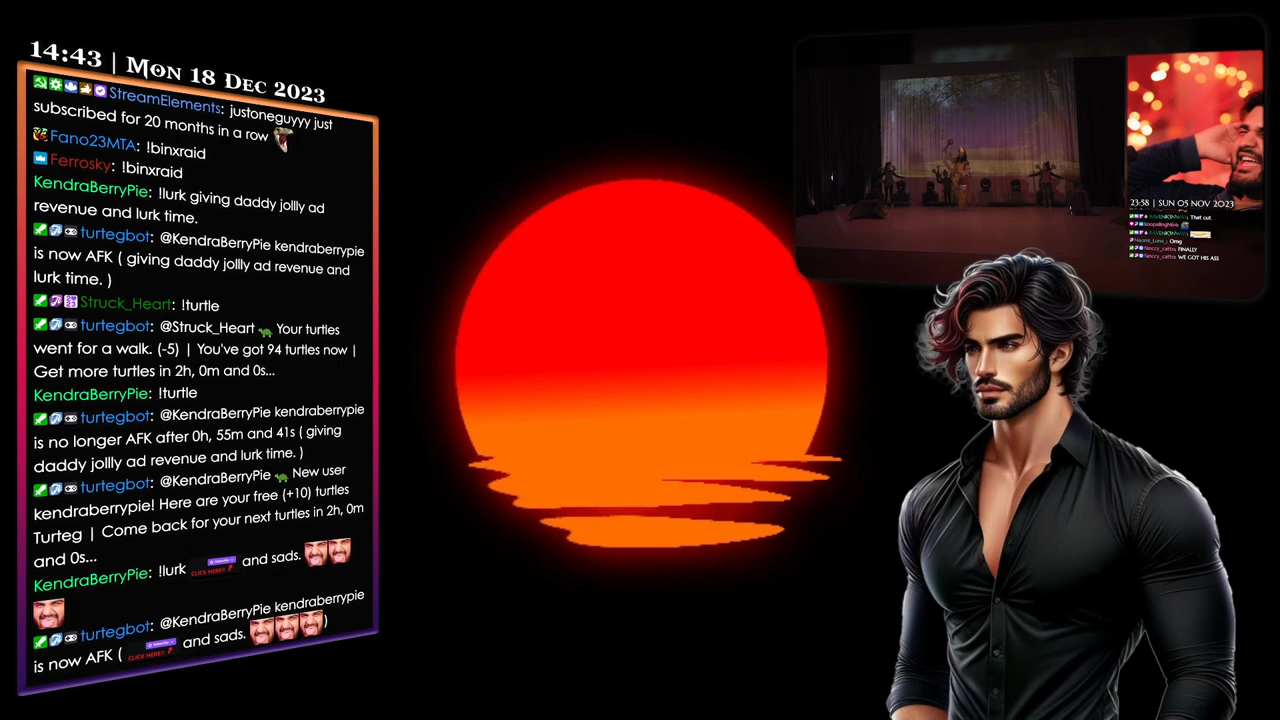 14:43 | Mon 18 Dec 2023
StreamElements: justoneguyyy just
subscribed for 20 months in a row
Fano23MTA: !binxraid
Ferrosky: !binxraid
KendraBerryPie: !lurk giving daddy jollly ad
revenue and lurk time.
turtegbot: @KendraBerryPie kendraberrypie
is now AFK ( giving daddy jollly ad revenue and
lurk time. )
Struck_Heart: !turtle
turtegbot: @Struck_Heart Your turtles
went for a walk. (-5) | You've got 94 turtles now |
Get more turtles in 2h, 0m and 0s...
KendraBerryPie: !turtle
turtegbot: @KendraBerryPie kendraberrypie
is no longer AFK after 0h, 55m and 41s ( giving
daddy jollly ad revenue and lurk time. )
turtegbot: @KendraBerryPie New user
kendraberrypie! Here are your free (+10) turtles
Turteg | Come back for your next turtles in 2h, 0m
and 0s...
KendraBerryPie: !lurk CLICK HERE!! and sads.
turtegbot: @KendraBerryPie kendraberrypie
is now AFK ( CLICK HERE!! and sads. )
23:58 | Sun 05 Nov 2023
That cut
Naomi_Luna_: Omg
fanccy_cattss: FINALLY
fanccy_cattss: WE GOT HIS ASS